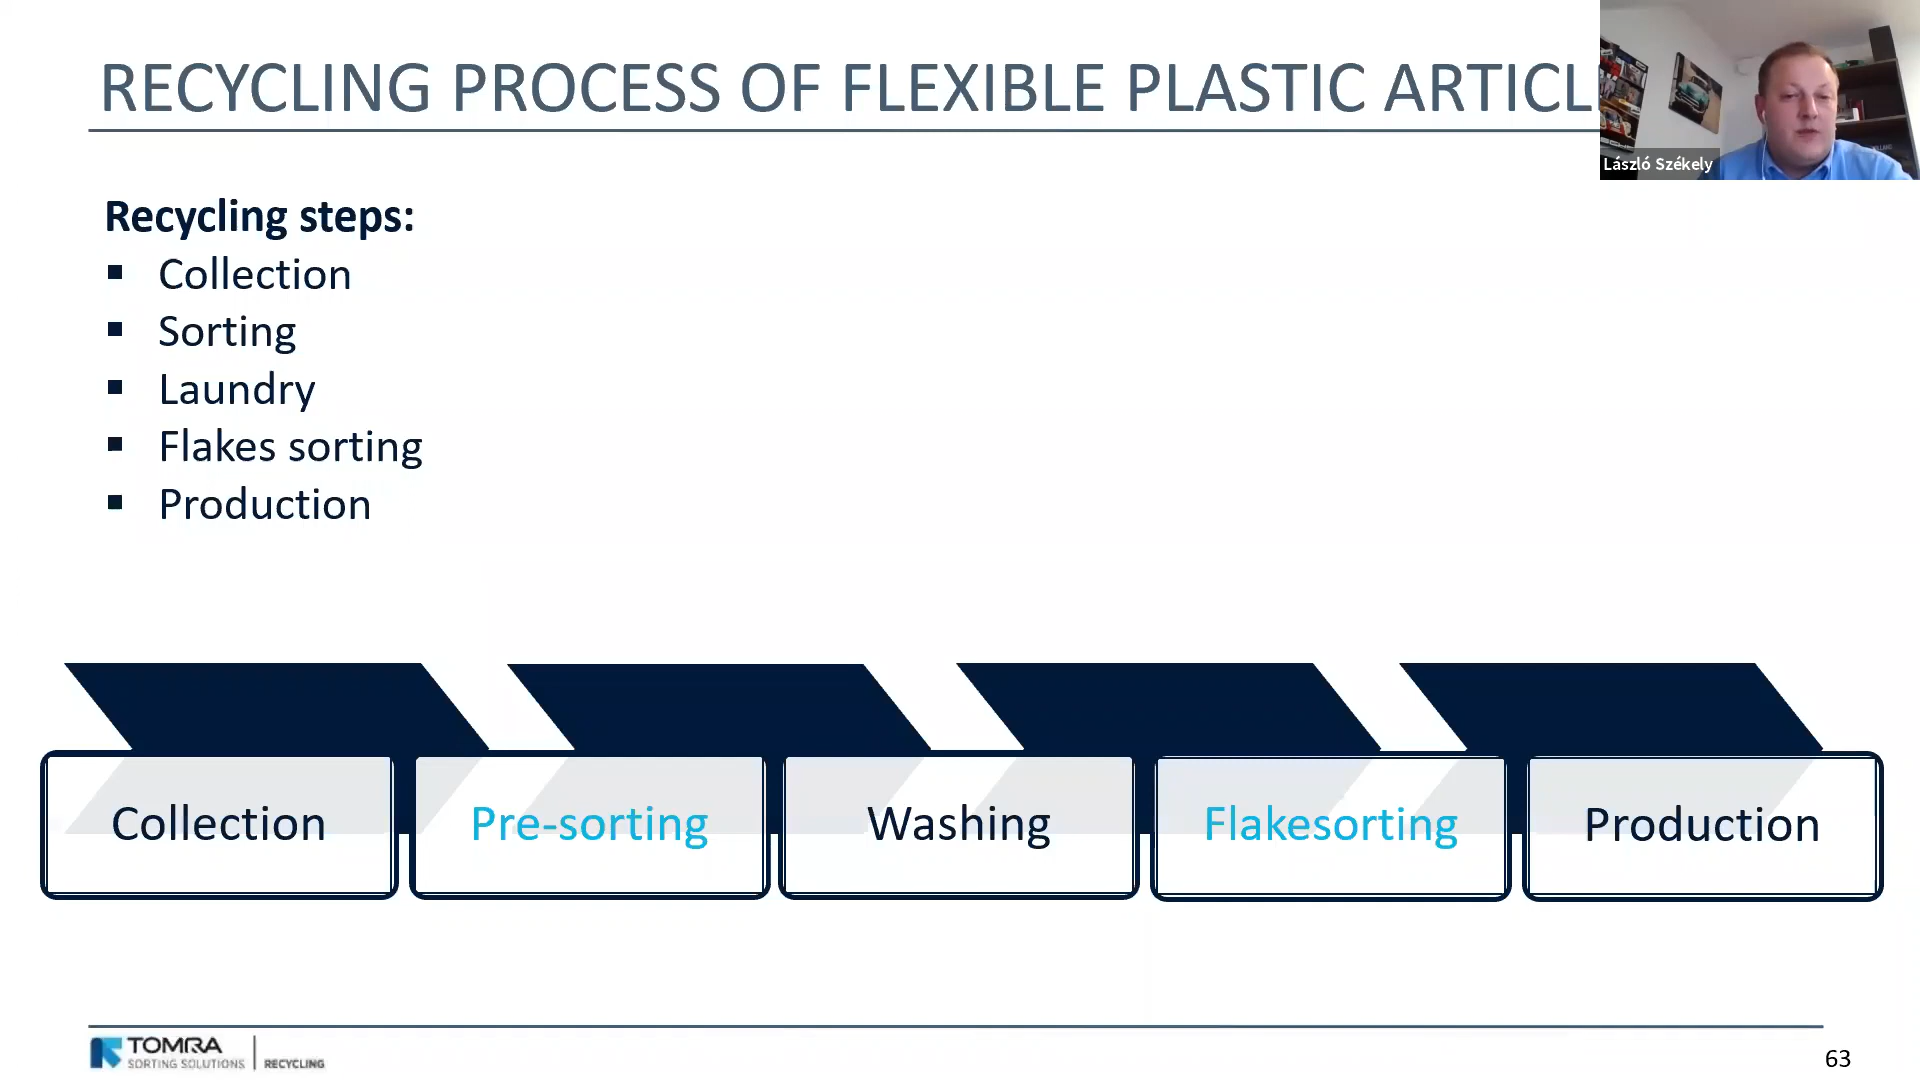 RECYCLING PROCESS OF FLEXIBLE PLASTIC ARTICL
László Székely
Recycling steps:
▪ Collection
▪ Sorting
▪ Laundry
▪ Flakes sorting
▪ Production
Collection
Pre-sorting
Washing
Flakesorting
Production
TOMRA
SORTING SOLUTIONS | RECYCLING
63